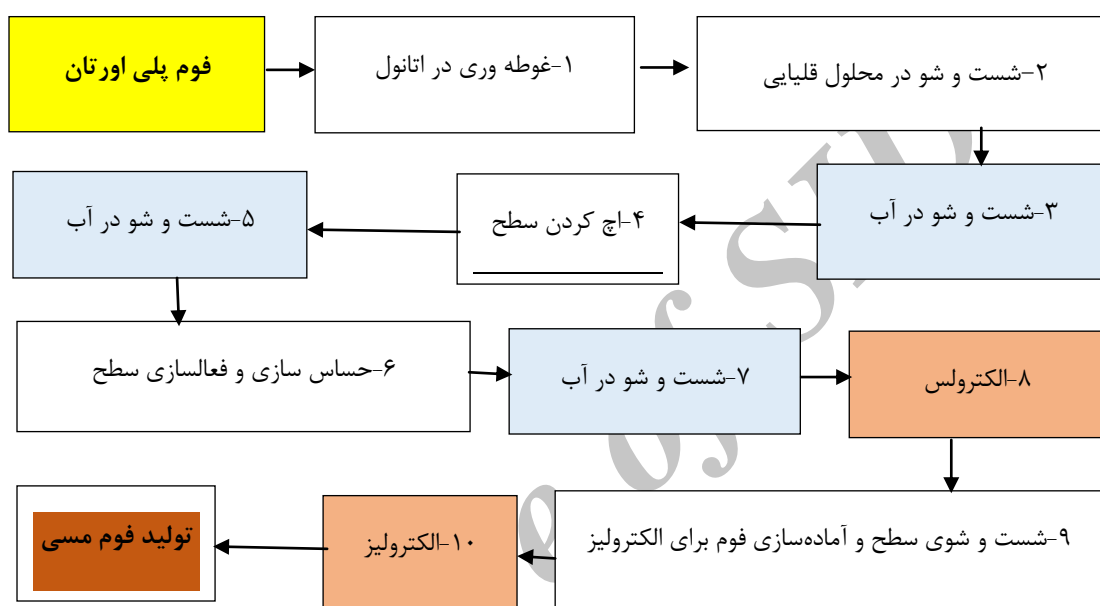 فوم پلی اورتان
۱-غوطه وری در اتانول
۲-شست و شو در محلول قلیایی
۳-شست و شو در آب
۴-اچ کردن سطح
۵-شست و شو در آب
۶-حساس سازی و فعالسازی سطح
۷-شست و شو در آب
۸-الکترولس
۹-شست و شوی سطح و آماده‌سازی فوم برای الکترولیز
۱۰-الکترولیز
تولید فوم مسی
e of SID